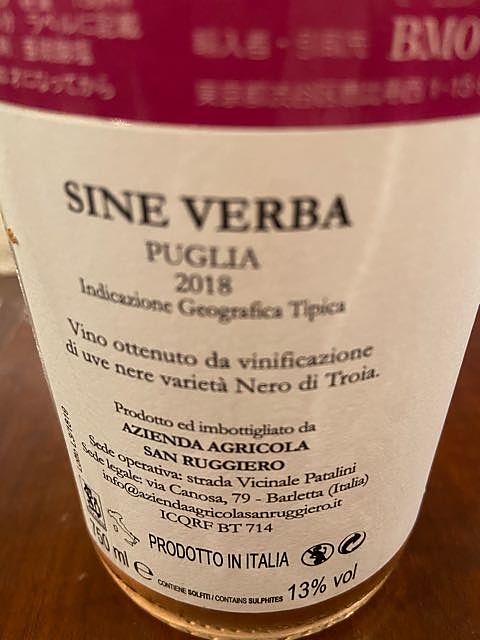 BMO
SINE VERBA
PUGLIA
2018
Indicazione Geografica Tipica
Vino ottenuto da vinificazione
di uve nere varietà Nero di Troia.
Prodotto ed imbottigliato da
AZIENDA AGRICOLA
SAN RUGGIERO
Sede operativa: strada Vicinale Patalini
Sede legale: via Canosa, 79 - Barletta (Italia)
info@aziendaagricolasanruggiero.it
ICQRF BT 714
750 ml e PRODOTTO IN ITALIA
CONTIENE SOLFITI / CONTAINS SULPHITES 13% vol